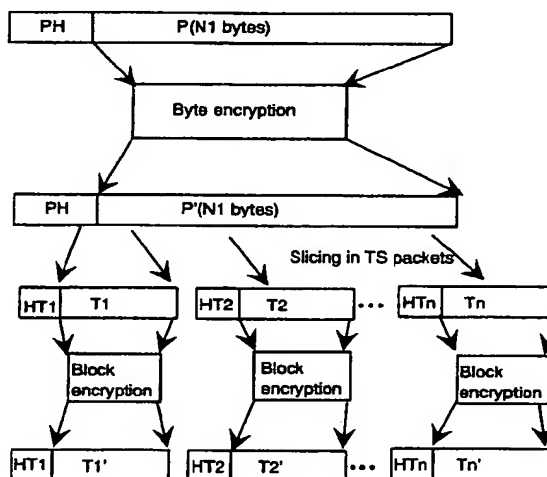 PH P(N1 bytes)
Byte encryption
PH P'(N1 bytes)
Slicing in TS packets
HT1 T1 HT2 T2 ••• HTn Tn
Block encryption Block encryption Block encryption
HT1 T1' HT2 T2' ••• HTn Tn'